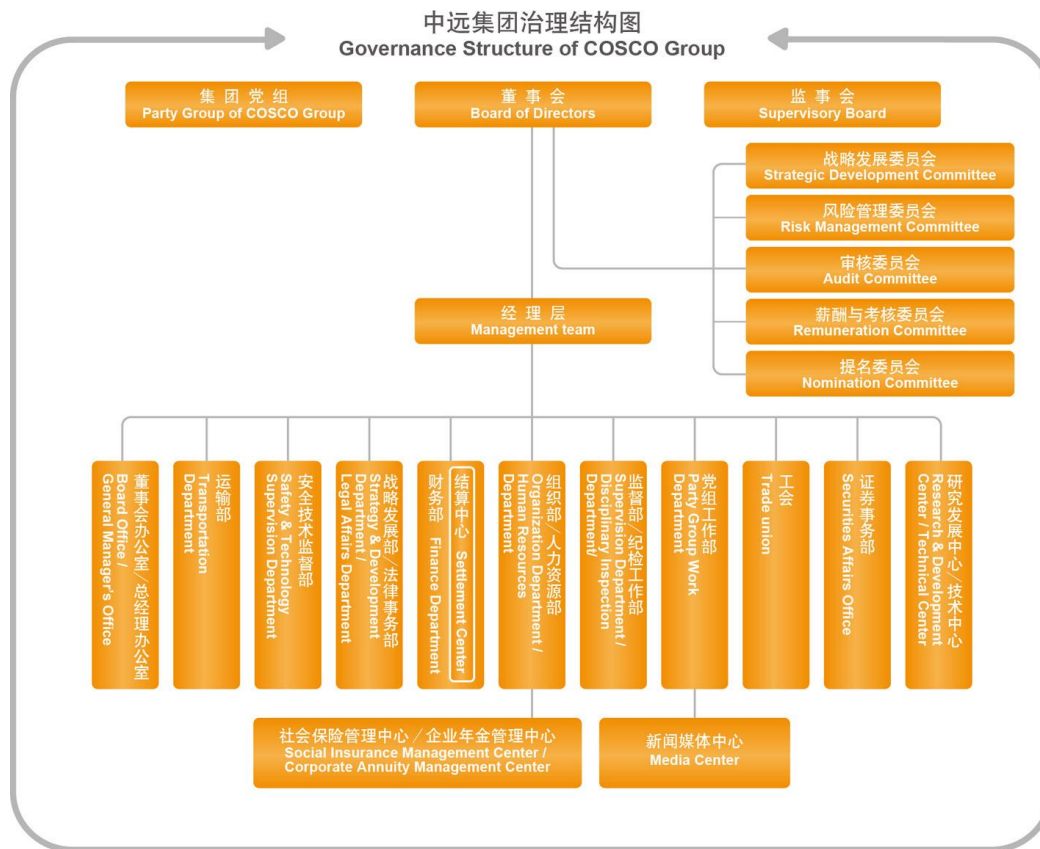 中远集团治理结构图
Governance Structure of COSCO Group
集 团 党 组
Party Group of COSCO Group
董 事 会
Board of Directors
监 事 会
Supervisory Board
战略发展委员会
Strategic Development Committee
风险管理委员会
Risk Management Committee
审核委员会
Audit Committee
薪酬与考核委员会
Remuneration Committee
提名委员会
Nomination Committee
经 理 层
Management team
董事会办公室／总经理办公室
Board Office /
General Manager's Office
运输部
Transportation
Department
安全技术监督部
Safety & Technology
Supervision Department
战略发展部／法律事务部
Strategy & Development
Department /
Legal Affairs Department
结算中心 Settlement Center
财务部 Finance Department
组织部／人力资源部
Organization Department /
Human Resources
Department
监督部／纪检工作部
Supervision Department /
Disciplinary Inspection
Department/
党组工作部
Party Group Work
Department
工会
Trade union
证券事务部
Securities Affairs Office
研究发展中心／技术中心
Research & Development
Center / Technical Center
社会保险管理中心／企业年金管理中心
Social Insurance Management Center /
Corporate Annuity Management Center
新闻媒体中心
Media Center